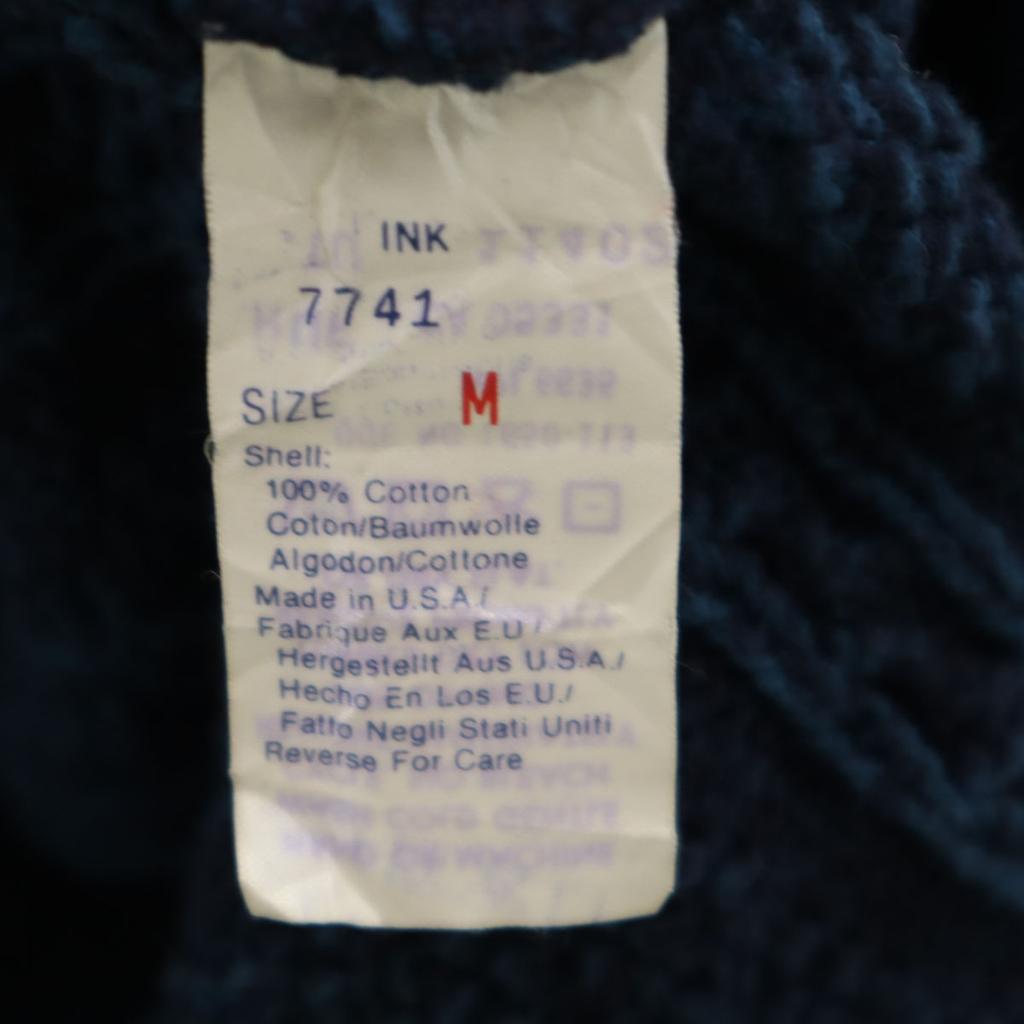 INK
7741
SIZE M
Shell:
100% Cotton
Coton/Baumwolle
Algodon/Cottone
Made in U.S.A./
Fabrique Aux E.U /
Hergestellt Aus U.S.A./
Hecho En Los E.U./
Fatto Negli Stati Uniti
Reverse For Care